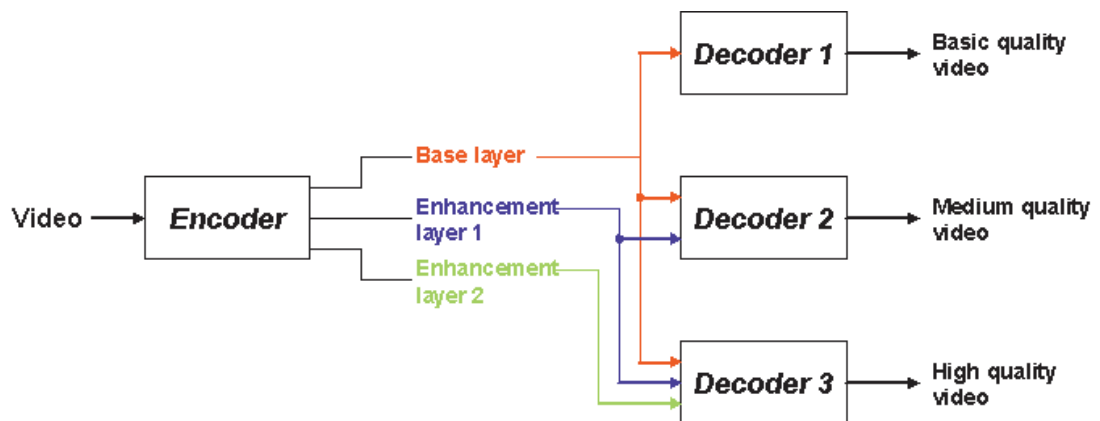 Video
Encoder
Base layer
Enhancement
layer 1
Enhancement
layer 2
Decoder 1
Basic quality
video
Decoder 2
Medium quality
video
Decoder 3
High quality
video